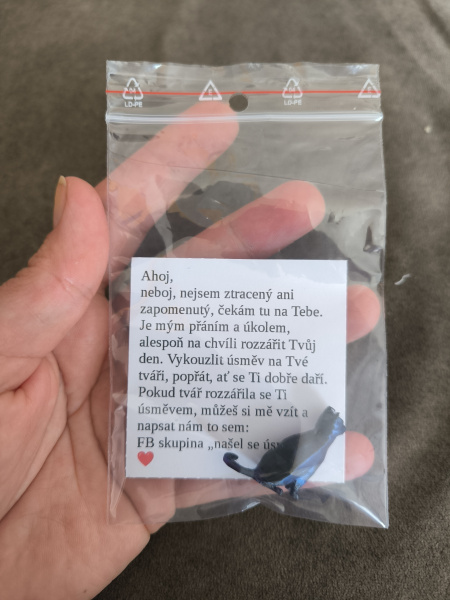 LD-PE
LD-PE
Ahoj,
neboj, nejsem ztracený ani
zapomenutý, čekám tu na Tebe.
Je mým přáním a úkolem,
alespoň na chvíli rozzářit Tvůj
den. Vykouzlit úsměv na Tvé
tváři, popřát, ať se Ti dobře daří.
Pokud tvář rozzářila se Ti
úsměvem, můžeš si mě vzít a
napsat nám to sem:
FB skupina „našel se